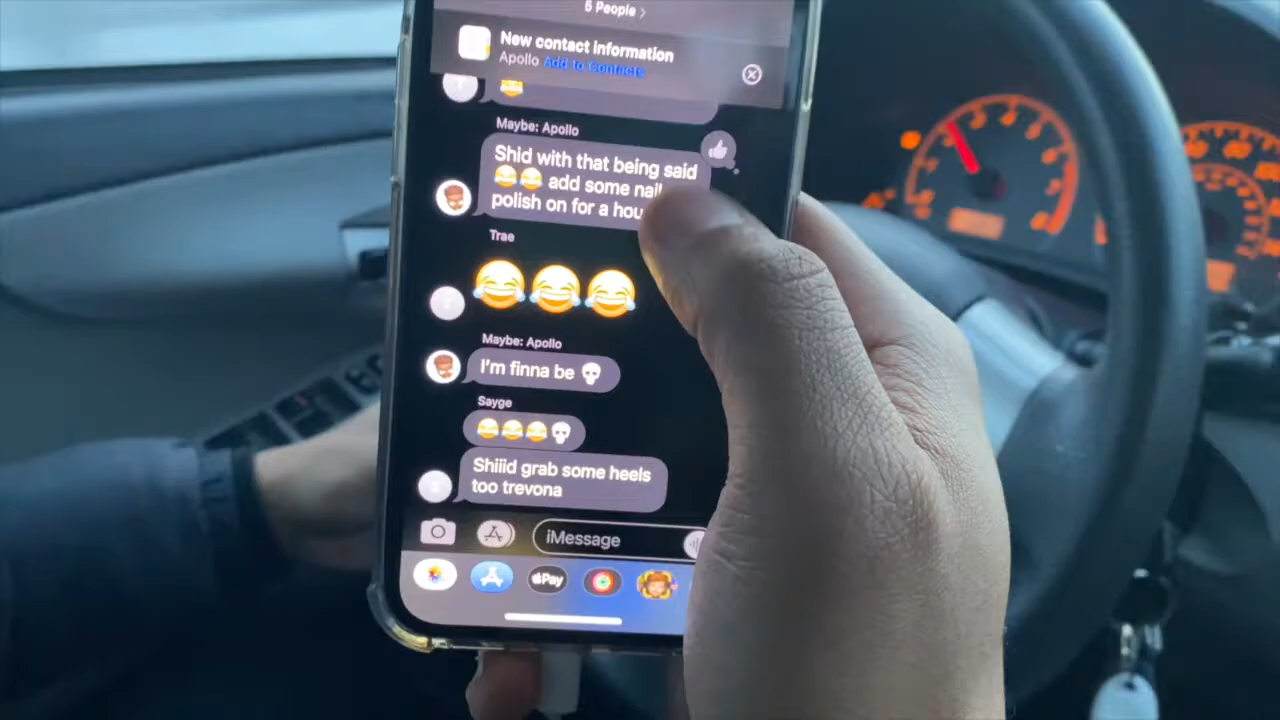 5 People >
New contact information
Apollo Add to Contacts
😂
Maybe: Apollo
Shid with that being said
😂😂 add some nail
polish on for a hou
Trae
😂😂😂
Maybe: Apollo
I'm finna be 💀
Sayge
😂😂😂💀
Shiiid grab some heels
too trevona
iMessage
Pay